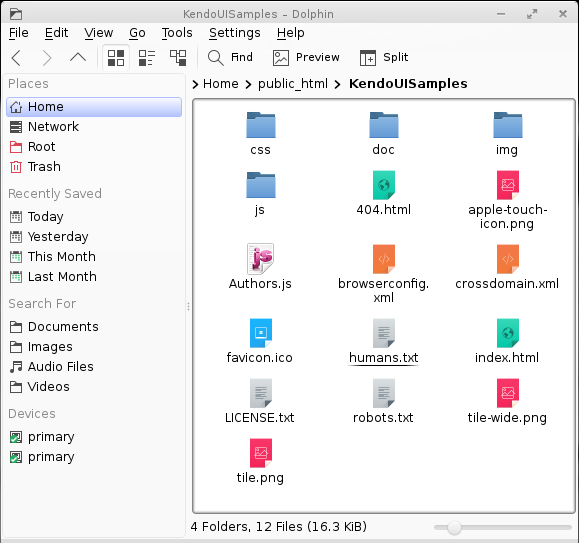 KendoUISamples – Dolphin
File Edit View Go Tools Settings Help
Find Preview Split
Places
Home
Network
Root
Trash
Recently Saved
Today
Yesterday
This Month
Last Month
Search For
Documents
Images
Audio Files
Videos
Devices
primary
primary
Home public_html KendoUISamples
css doc img
js 404.html apple-touch-
icon.png
Authors.js browserconfig.
xml crossdomain.xml
favicon.ico humans.txt index.html
LICENSE.txt robots.txt tile-wide.png
tile.png
4 Folders, 12 Files (16.3 KiB)